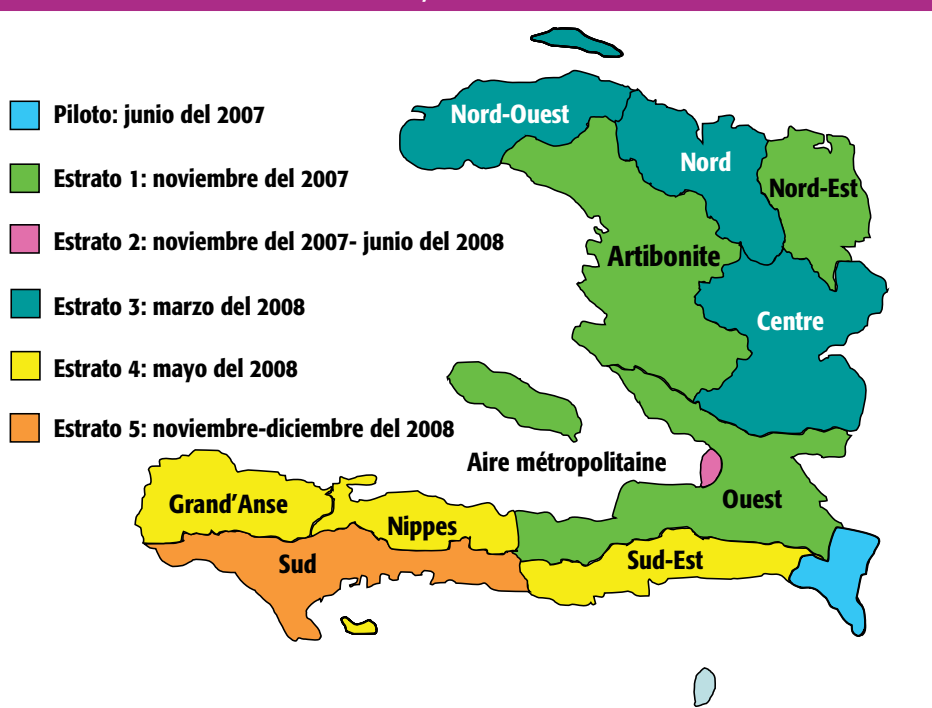 Piloto: junio del 2007
Estrato 1: noviembre del 2007
Estrato 2: noviembre del 2007- junio del 2008
Estrato 3: marzo del 2008
Estrato 4: mayo del 2008
Estrato 5: noviembre-diciembre del 2008
Nord-Ouest
Nord
Nord-Est
Artibonite
Centre
Aire métropolitaine
Ouest
Grand'Anse
Nippes
Sud
Sud-Est